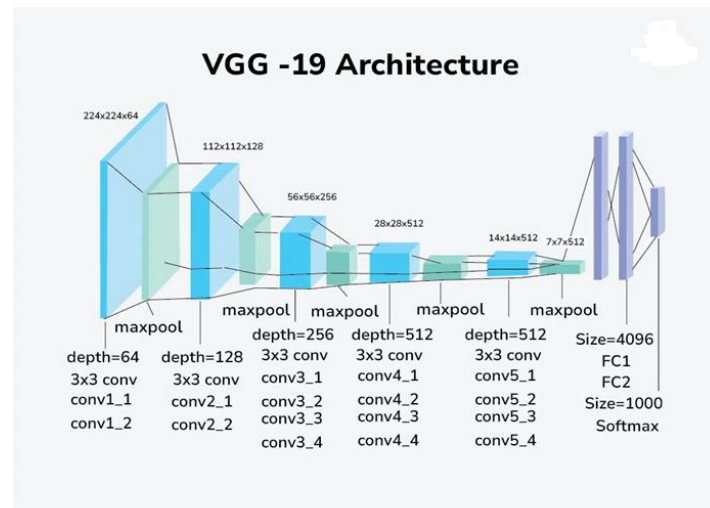 VGG -19 Architecture
224x224x64
112x112x128
56x56x256
28x28x512
14x14x512
7x7x512
maxpool
maxpool
maxpool
maxpool
maxpool
depth=64
3x3 conv
conv1_1
conv1_2
depth=128
3x3 conv
conv2_1
conv2_2
depth=256
3x3 conv
conv3_1
conv3_2
conv3_3
conv3_4
depth=512
3x3 conv
conv4_1
conv4_2
conv4_3
conv4_4
depth=512
3x3 conv
conv5_1
conv5_2
conv5_3
conv5_4
Size=4096
FC1
FC2
Size=1000
Softmax